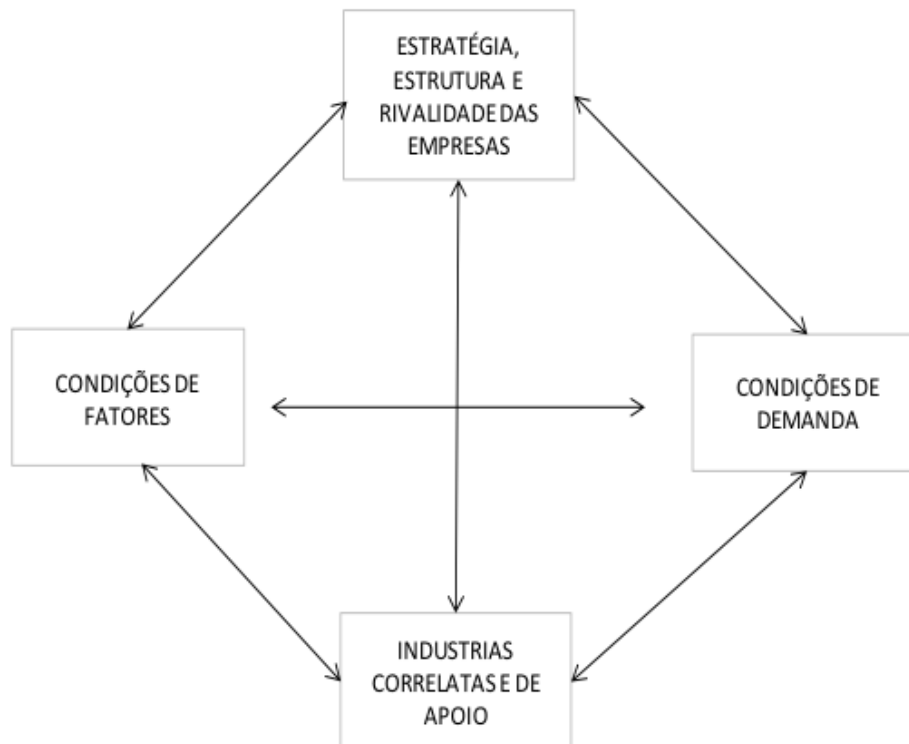 ESTRATÉGIA,
ESTRUTURA E
RIVALIDADE DAS
EMPRESAS
CONDIÇÕES DE
FATORES
CONDIÇÕES DE
DEMANDA
INDUSTRIAS
CORRELATAS E DE
APOIO